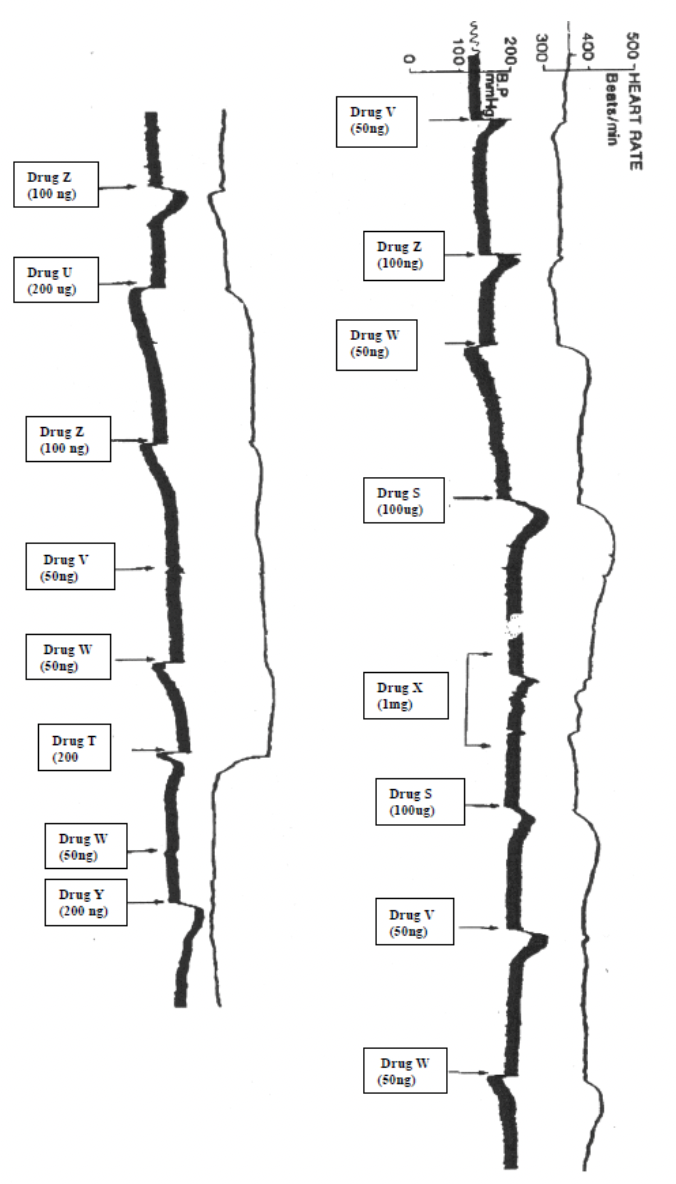 Drug Z
(100 ng)
Drug U
(200 ug)
Drug Z
(100 ng)
Drug V
(50ng)
Drug W
(50ng)
Drug T
(200
Drug W
(50ng)
Drug Y
(200 ng)
0
100
200
B.P
mmHg
300
400
500
HEART RATE
Beats/min
Drug V
(50ng)
Drug Z
(100ng)
Drug W
(50ng)
Drug S
(100ug)
Drug X
(1mg)
Drug S
(100ug)
Drug V
(50ng)
Drug W
(50ng)